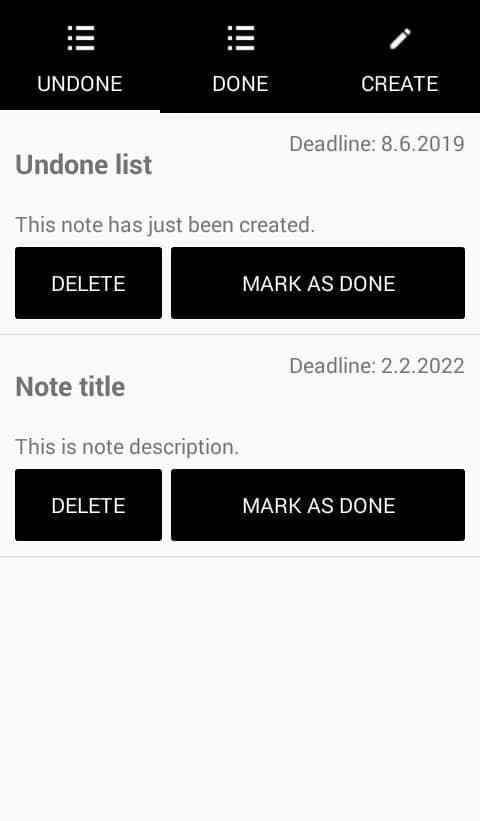 UNDONE DONE CREATE
Deadline: 8.6.2019
Undone list
This note has just been created.
DELETE MARK AS DONE
Deadline: 2.2.2022
Note title
This is note description.
DELETE MARK AS DONE